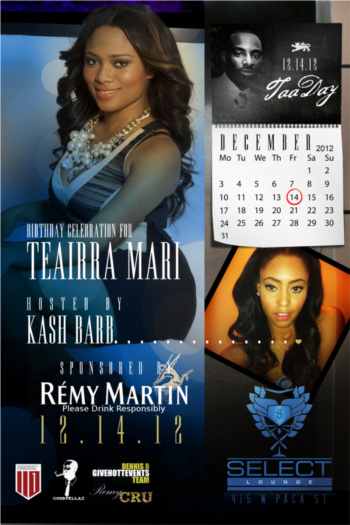 12.14.12
TaaDay
DECEMBER 2012
Mo Tu We Th Fr Sa Su
1 2
3 4 5 6 7 8 9
10 11 12 13 14 15 16
17 18 19 20 21 22 23
24 25 26 27 28 29 30
31
BIRTHDAY CELEBRATION FOR
TEAIRRA MARI
HOSTED BY
KASH BARB
SPONSORED BY
RÉMY MARTIN
Please Drink Responsibly
12.14.12
GOODFELLAZ
DENNIS B
GIVEHOTTEVENTS
TEAM
Remy
CRU
S
SELECT
LOUNGE
415 N PACA ST